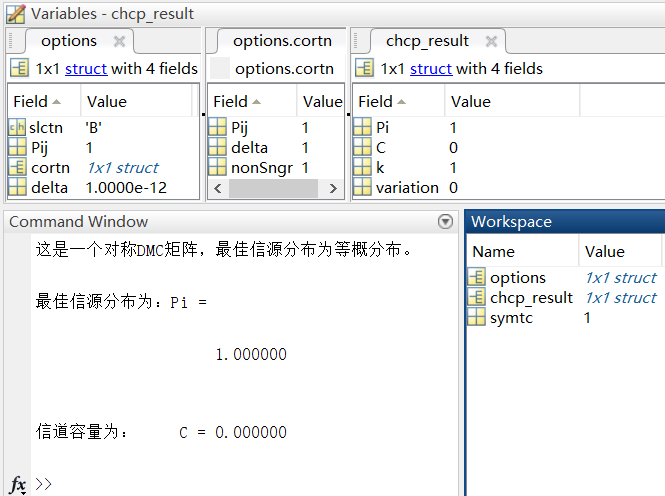 Variables - chcp_result
options
1x1 struct with 4 fields
Field Value
slctn 'B'
Pij 1
cortn 1x1 struct
delta 1.0000e-12
options.cortn
options.cortn
Field Value
Pij 1
delta 1
nonSngr 1
chcp_result
1x1 struct with 4 fields
Field Value
Pi 1
C 0
k 1
variation 0
Command Window
这是一个对称DMC矩阵，最佳信源分布为等概分布。
最佳信源分布为：Pi =
1.000000
信道容量为： C = 0.000000
fx >>
Workspace
Name Value
options 1x1 struct
chcp_result 1x1 struct
symtc 1